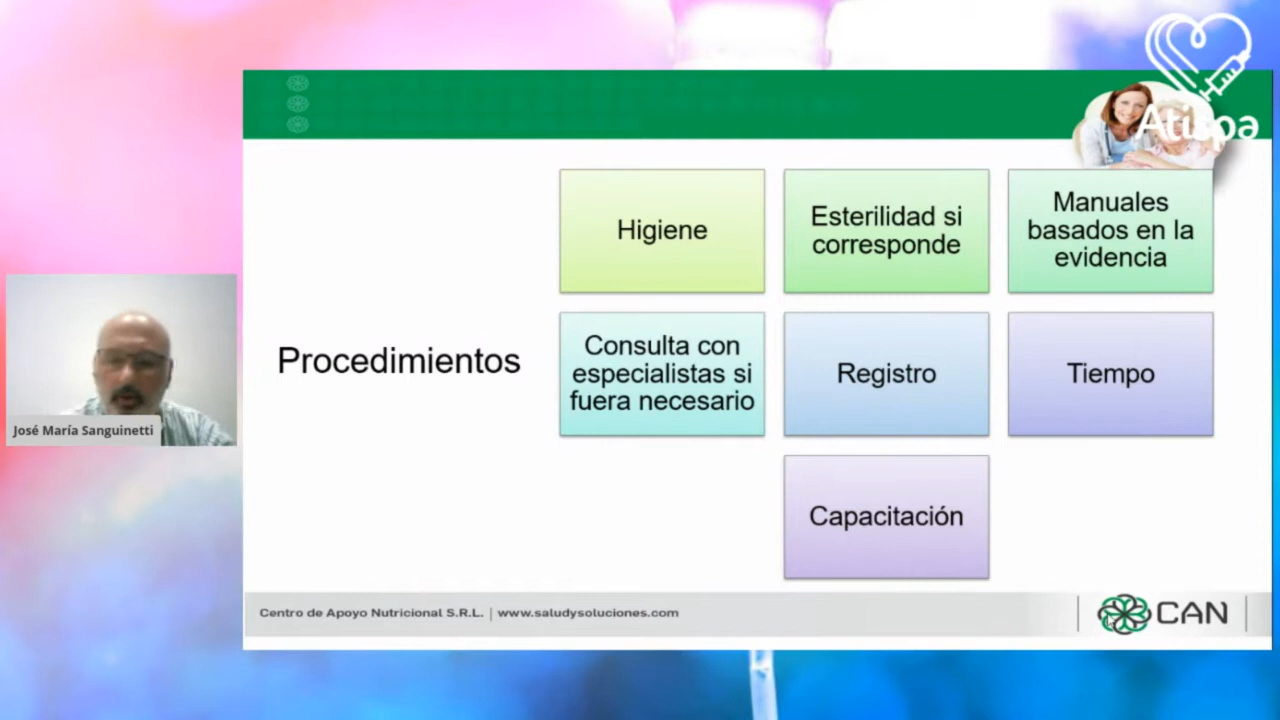 Atispa
Higiene
Esterilidad si
corresponde
Manuales
basados en la
evidencia
Procedimientos
Consulta con
especialistas si
fuera necesario
Registro
Tiempo
Capacitación
José María Sanguinetti
Centro de Apoyo Nutricional S.R.L. | www.saludysoluciones.com
CAN